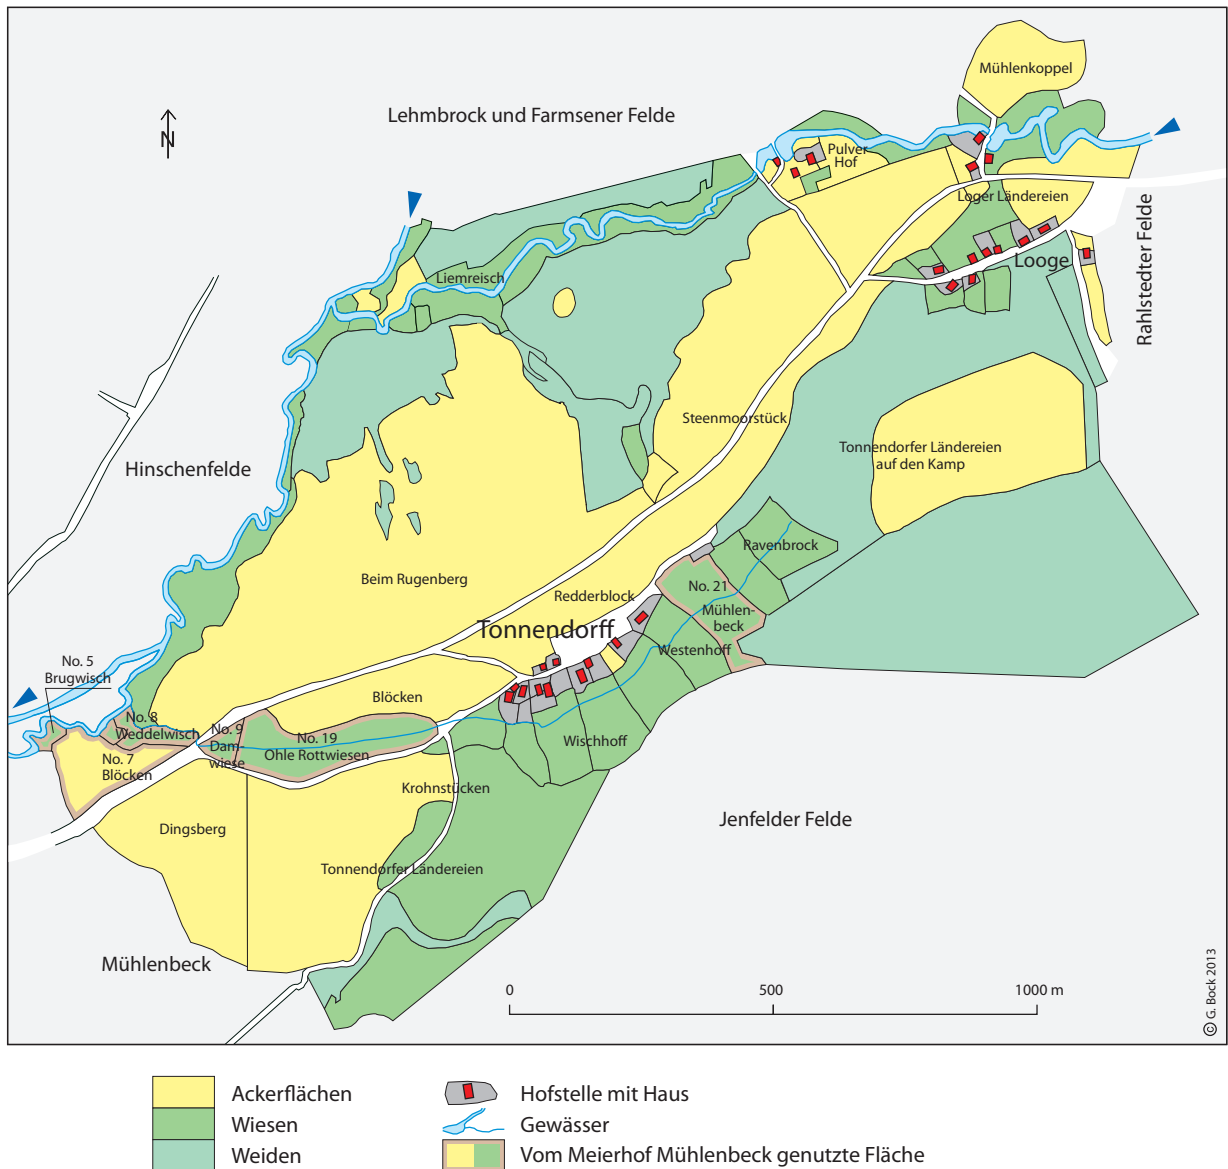 Mühlenkoppel
Lehmbrock und Farmsener Felde
N
Pulver
Hof
Loger Ländereien
Rahlstedter Felde
Looge
Liemreisch
Steenmoorstück
Tonnendorfer Ländereien
auf den Kamp
Hinschenfelde
Ravenbrock
Beim Rugenberg
No. 21
Redderblock
Mühlen-
beck
Tonnendorff
Westenhoff
No. 5
Brugwisch
Blöcken
No. 8
Weddelwisch
No. 9
Dam-
wiese
No. 19
Ohle Rottwiesen
Wischhoff
No. 7
Blöcken
Krohnstücken
Dingsberg
Jenfelder Felde
Tonnendorfer Ländereien
Mühlenbeck
0 500 1000 m
© G. Bock 2013
Ackerflächen
Wiesen
Weiden
Hofstelle mit Haus
Gewässer
Vom Meierhof Mühlenbeck genutzte Fläche